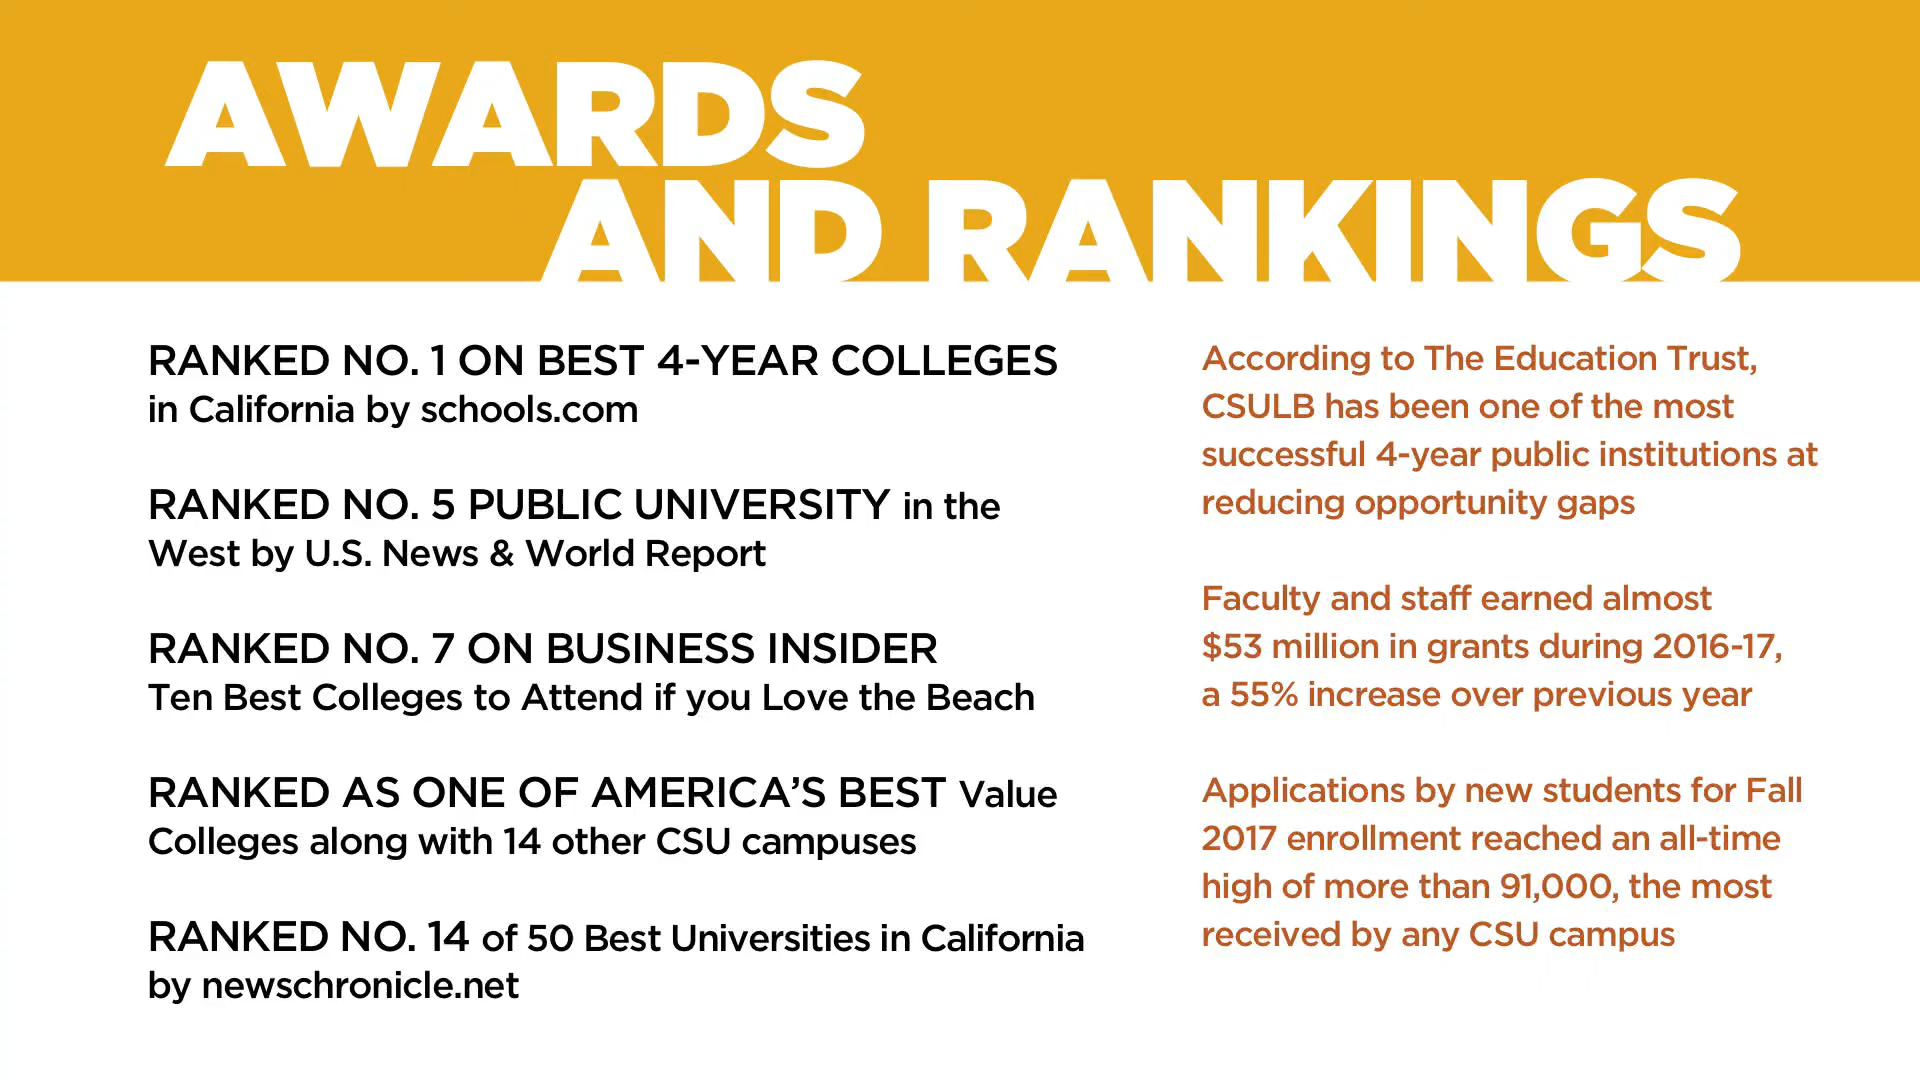 AWARDS
AND RANKINGS
RANKED NO. 1 ON BEST 4-YEAR COLLEGES
in California by schools.com
RANKED NO. 5 PUBLIC UNIVERSITY in the
West by U.S. News & World Report
RANKED NO. 7 ON BUSINESS INSIDER
Ten Best Colleges to Attend if you Love the Beach
RANKED AS ONE OF AMERICA’S BEST Value
Colleges along with 14 other CSU campuses
RANKED NO. 14 of 50 Best Universities in California
by newschronicle.net
According to The Education Trust,
CSULB has been one of the most
successful 4-year public institutions at
reducing opportunity gaps
Faculty and staff earned almost
$53 million in grants during 2016-17,
a 55% increase over previous year
Applications by new students for Fall
2017 enrollment reached an all-time
high of more than 91,000, the most
received by any CSU campus